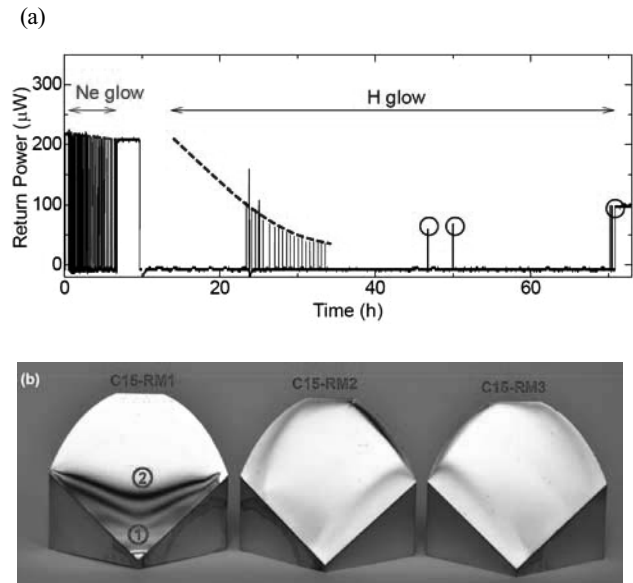 (a)
Return Power (μW)
300
200
100
0
Ne glow
H glow
0 20 40 60
Time (h)
(b)
C15-RM1 C15-RM2 C15-RM3
②
①